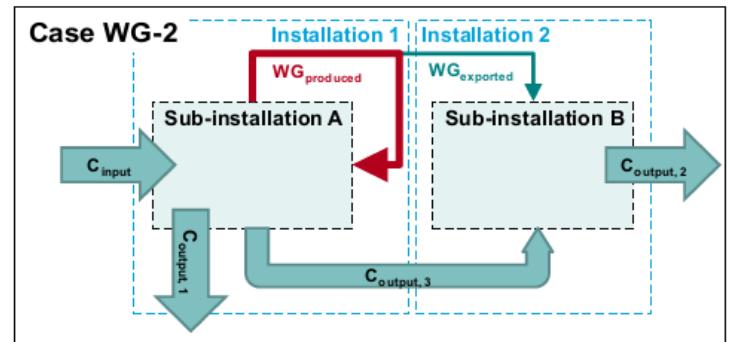 Case WG-2
Installation 1
Installation 2
WGproduced
WGexported
Sub-installation A
Sub-installation B
Cinput
Coutput, 2
Coutput, 1
Coutput, 3